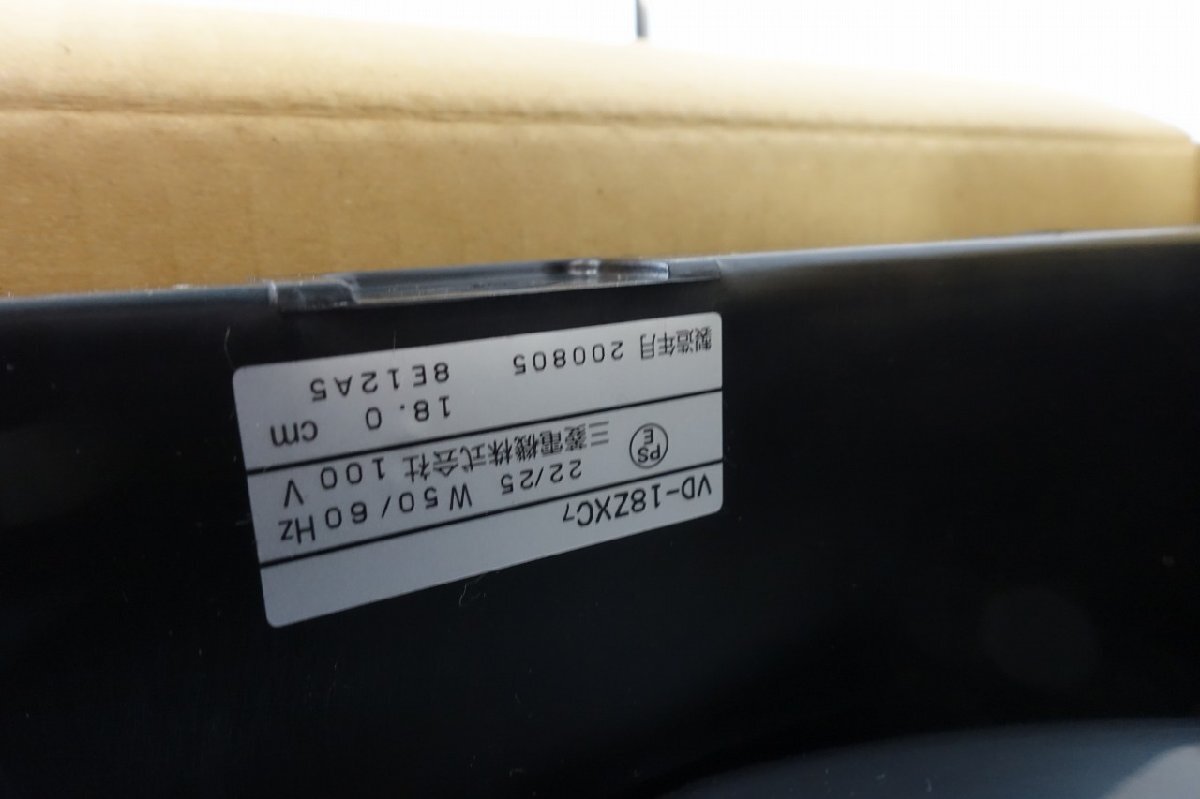 VD-18ZXC7
22/25 W50/60Hz
PSE 三菱電機株式会社 100 V
18.0 cm
製造年月 200805 8E12A5